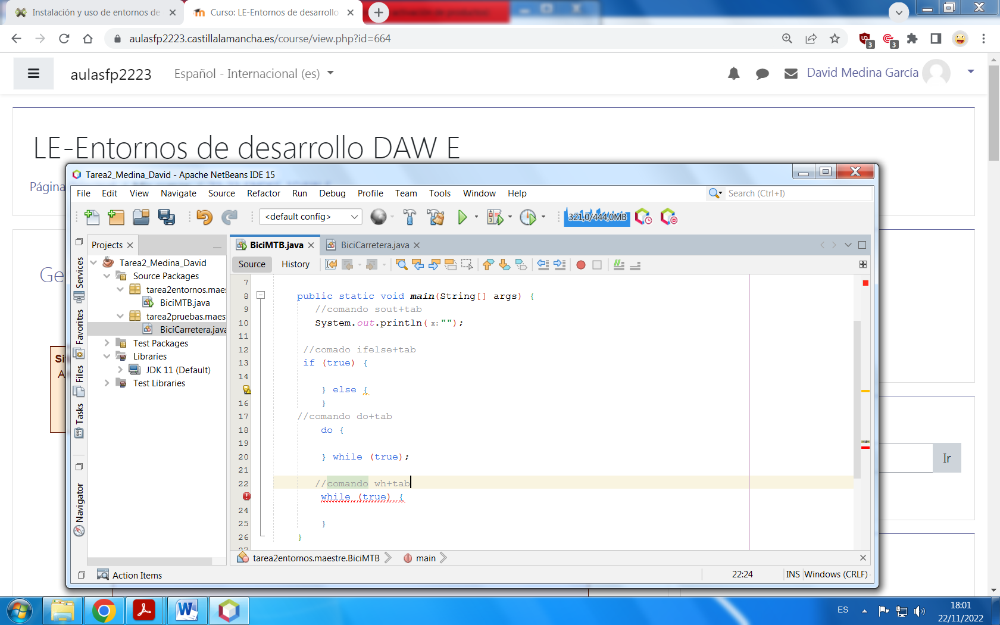 Instalación y uso de entornos de
Curso: LE-Entornos de desarrollo
aulasfp2223.castillalamancha.es/course/view.php?id=664
3
3
aulasfp2223
Español - Internacional (es)
David Medina García
LE-Entornos de desarrollo DAW E
Página
Ge
Si
A
Ir
Tarea2_Medina_David - Apache NetBeans IDE 15
File Edit View Navigate Source Refactor Run Debug Profile Team Tools Window Help
Search (Ctrl+I)
<default config>
321,0/444,0MB
Projects
BiciMTB.java
BiciCarretera.java
Source History
Services
Favorites
Files
Tasks
Navigator
Tarea2_Medina_David
Source Packages
tarea2entornos.maes
BiciMTB.java
tarea2pruebas.maest
BiciCarretera.java
Test Packages
Libraries
JDK 11 (Default)
Test Libraries
7
8 public static void main(String[] args) {
9 //comando sout+tab
10 System.out.println(x:"");
11
12 //comado ifelse+tab
13 if (true) {
14
} else {
16 }
17 //comando do+tab
18 do {
19
20 } while (true);
21
22 //comando wh+tab
while (true) {
24
25 }
26 }
27
tarea2entornos.maestre.BiciMTB
main
Action Items
22:24
INS
Windows (CRLF)
ES
18:01
22/11/2022